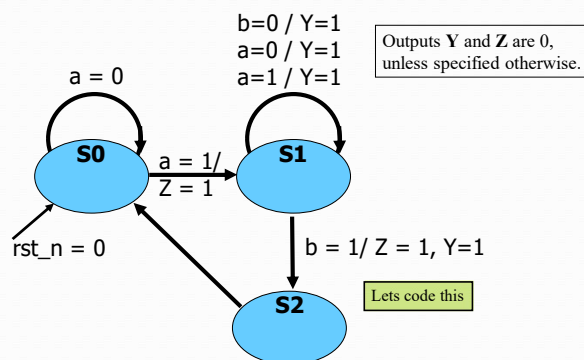 b=0 / Y=1
a=0 / Y=1
a=1 / Y=1
Outputs Y and Z are 0,
unless specified otherwise.
a = 0
S0
a = 1/
Z = 1
S1
rst_n = 0
b = 1/ Z = 1, Y=1
Lets code this
S2